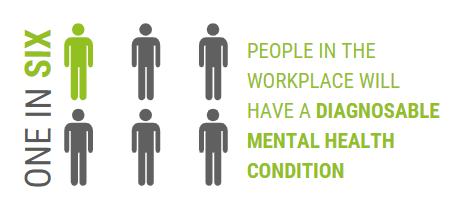 ONE IN SIX
PEOPLE IN THE
WORKPLACE WILL
HAVE A DIAGNOSABLE
MENTAL HEALTH
CONDITION